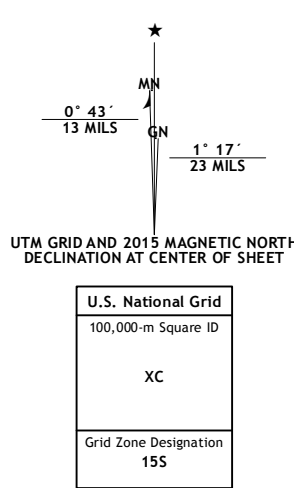 MN
0° 43´
13 MILS
GN
1° 17´
23 MILS
UTM GRID AND 2015 MAGNETIC NORTH
DECLINATION AT CENTER OF SHEET
U.S. National Grid
100,000-m Square ID
XC
Grid Zone Designation
15S